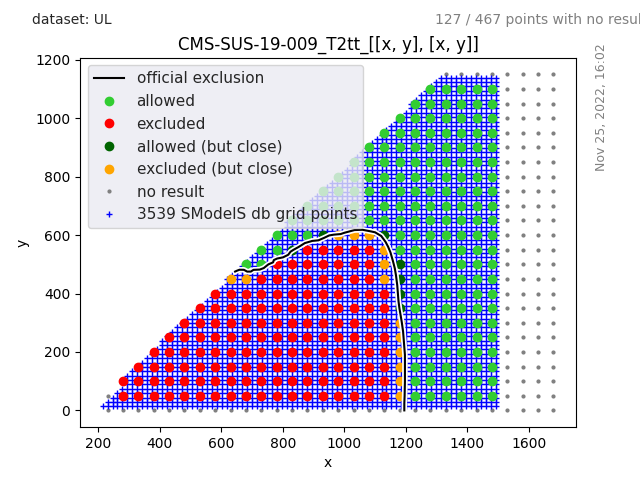 dataset: UL
127 / 467 points with no resul
CMS-SUS-19-009_T2tt_[[x, y], [x, y]]
official exclusion
allowed
excluded
allowed (but close)
excluded (but close)
no result
3539 SModelS db grid points
Nov 25, 2022, 16:02
1200
1000
800
600
400
200
0
y
200
400
600
800
1000
1200
1400
1600
x